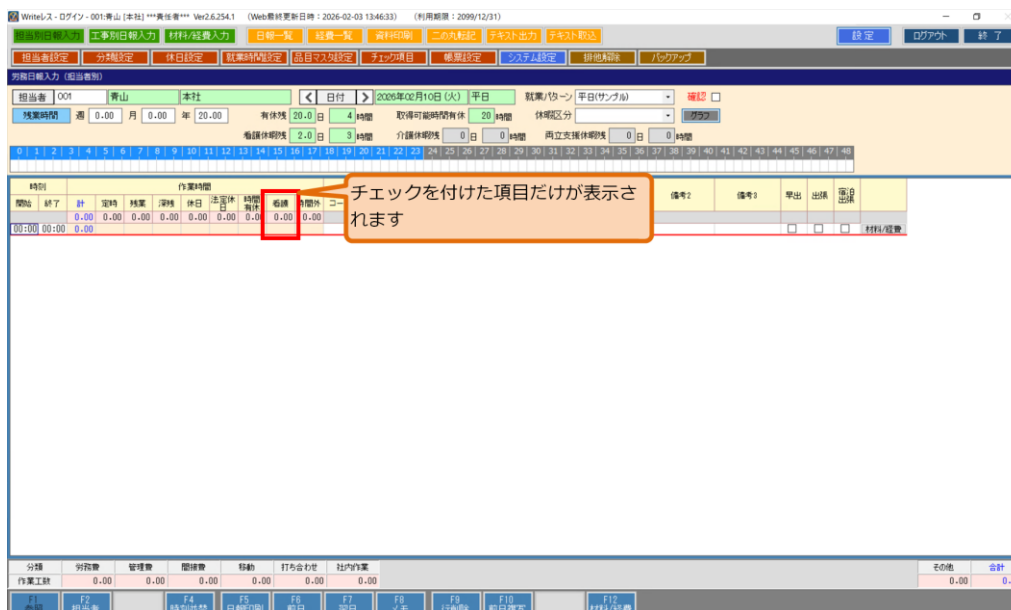 Writeレス - ログイン - 001:青山 [本社] ***責任者*** Ver2.6.254.1 （Web最終更新日時：2026-02-03 13:46:33） （利用期限：2099/12/31）
担当別日報入力 工事別日報入力 材料/経費入力 日報一覧 経費一覧 資料印刷 二の丸転記 テキスト出力 テキスト取込 設定 ログアウト 終了
担当者設定 分類設定 休日設定 就業時間設定 品目マスタ設定 チェック項目 帳票設定 システム設定 排他解除 バックアップ
労務日報入力（担当者別）
担当者 001 青山 本社 < 日付 > 2026年02月10日（火） 平日 就業パターン 平日(サンプル) 確認
残業時間 週 0.00 月 0.00 年 20.00 有休残 20.0 日 4 時間 取得可能時間有休 20 時間 休暇区分 グラフ
看護休暇残 2.0 日 3 時間 介護休暇残 0 日 0 時間 両立支援休暇残 0 日 0 時間
0 1 2 3 4 5 6 7 8 9 10 11 12 13 14 15 16 17 18 19 20 21 22 23 24 25 26 27 28 29 30 31 32 33 34 35 36 37 38 39 40 41 42 43 44 45 46 47 48
時刻 作業時間
開始 終了 計 定時 残業 深残 休日 法定休日 時間有休 看護 時間外 コー 備考2 備考3 早出 出張 宿泊出張
チェックを付けた項目だけが表示さ
れます
0.00 0.00 0.00 0.00 0.00 0.00 0.00 0.00 0.00
00:00 00:00 0.00 材料/経費
分類 労務費 管理費 間接費 移動 打ち合わせ 社内作業 その他 合計
作業工数 0.00 0.00 0.00 0.00 0.00 0.00 0.00 0.
F1 F2 F4 F5 F6 F7 F8 F9 F10 F12
参照 担当者 時刻並替 日報印刷 前日 翌日 メモ 行削除 前日複写 材料/経費